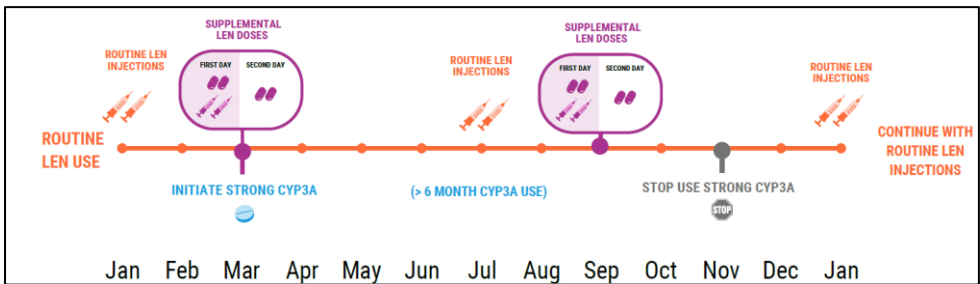 SUPPLEMENTAL
LEN DOSES
ROUTINE LEN
INJECTIONS
FIRST DAY
SECOND DAY
ROUTINE LEN
INJECTIONS
SUPPLEMENTAL
LEN DOSES
FIRST DAY
SECOND DAY
ROUTINE LEN
INJECTIONS
ROUTINE
LEN USE
CONTINUE WITH
ROUTINE LEN
INJECTIONS
INITIATE STRONG CYP3A
(> 6 MONTH CYP3A USE)
STOP USE STRONG CYP3A
STOP
Jan Feb Mar Apr May Jun Jul Aug Sep Oct Nov Dec Jan